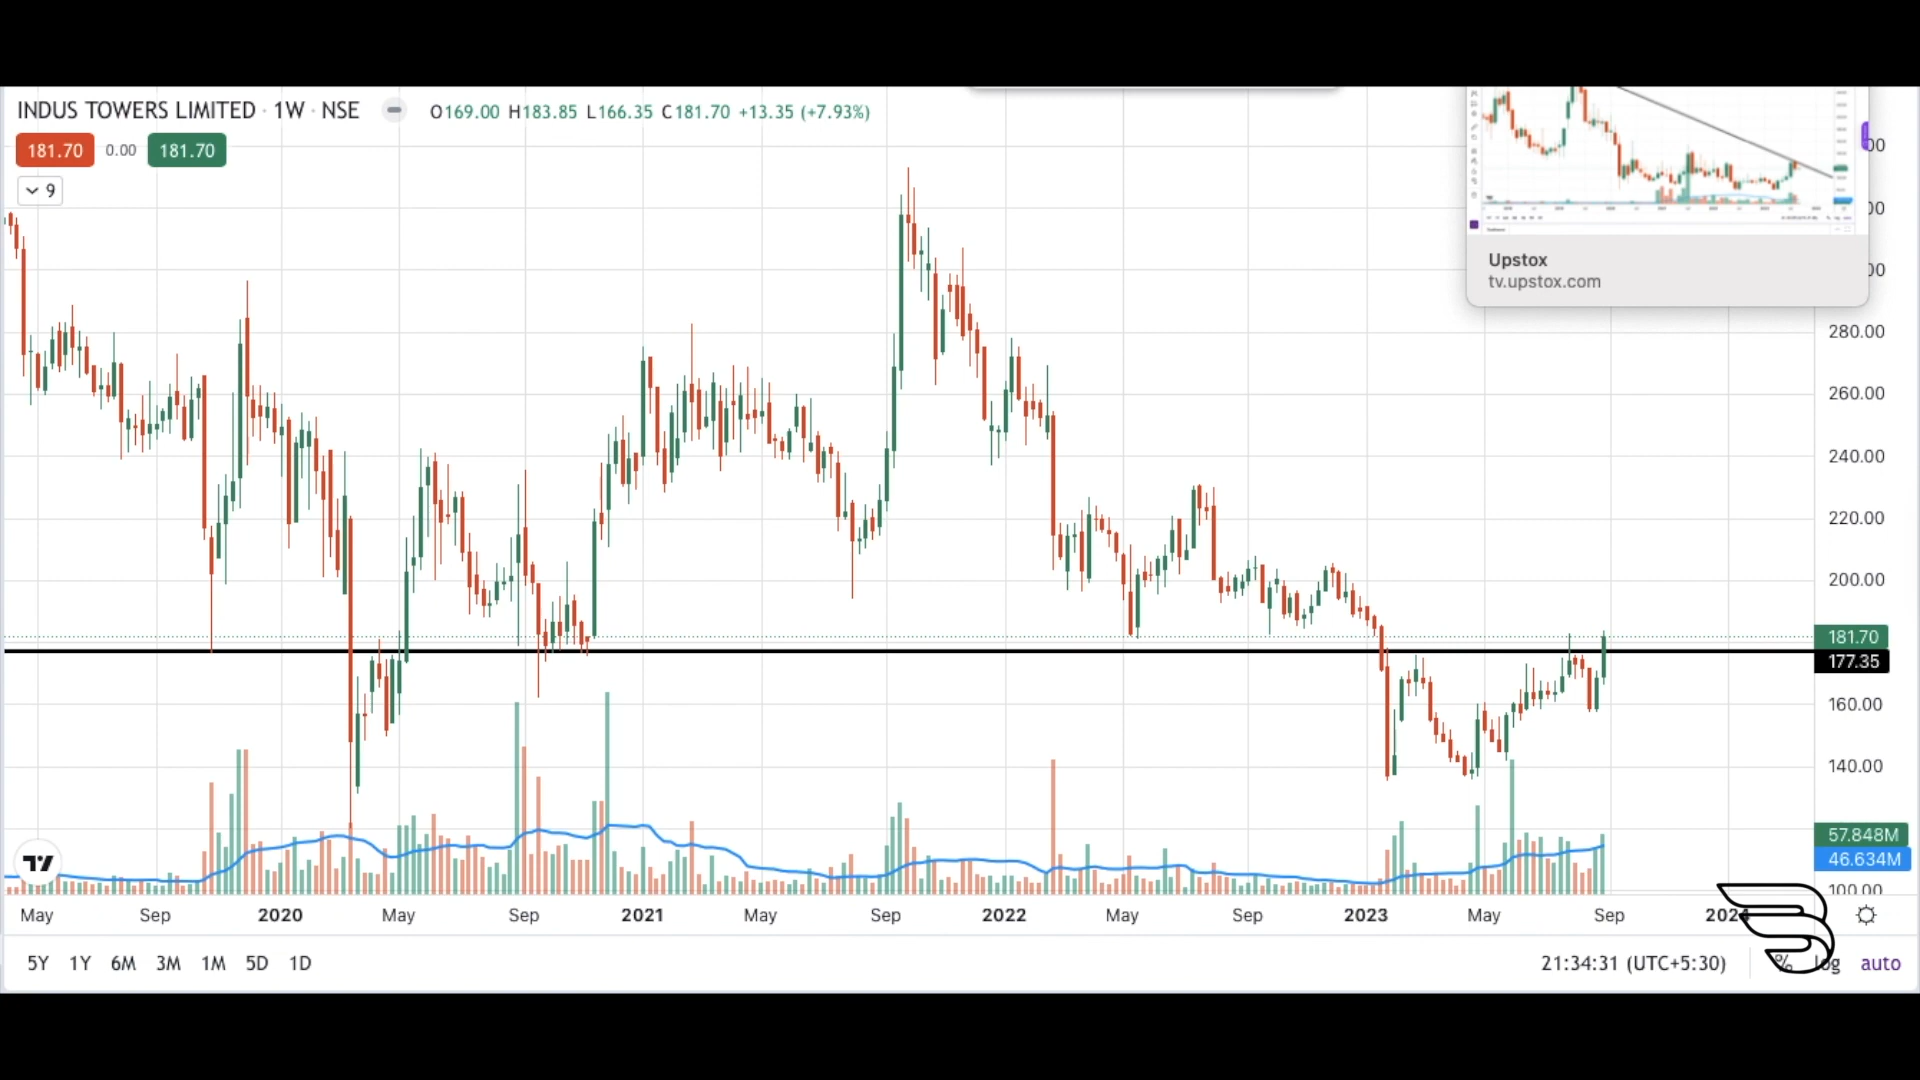 INDUS TOWERS LIMITED · 1W · NSE O169.00 H183.85 L166.35 C181.70 +13.35 (+7.93%)
181.70 0.00 181.70
9
Upstox
tv.upstox.com
280.00
260.00
240.00
220.00
200.00
181.70
177.35
160.00
140.00
57.848M
46.634M
100.00
May Sep 2020 May Sep 2021 May Sep 2022 May Sep 2023 May Sep 2024
5Y 1Y 6M 3M 1M 5D 1D 21:34:31 (UTC+5:30) % log auto